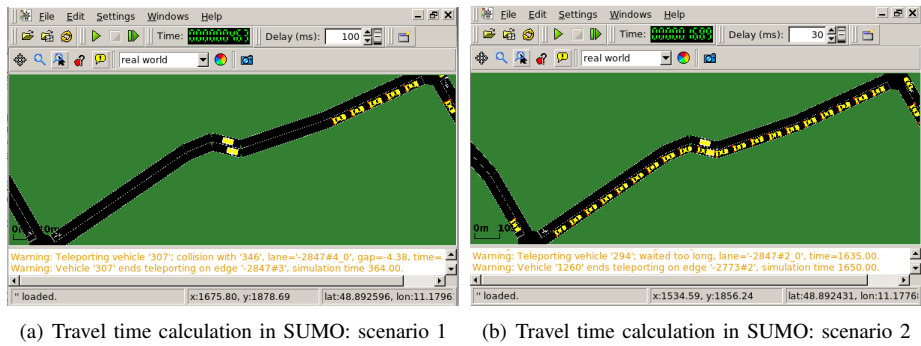 File Edit Settings Windows Help
Time: Delay (ms): 100
real world
0m 10m
Warning: Teleporting vehicle '307'; collision with '346', lane='-2847#4_0', gap=-4.38, time=
Warning: Vehicle '307' ends teleporting on edge '-2847#3', simulation time 364.00.
'' loaded. x:1675.80, y:1878.69 lat:48.892596, lon:11.1796
(a) Travel time calculation in SUMO: scenario 1
File Edit Settings Windows Help
Time: Delay (ms): 30
real world
0m 10
Warning: Teleporting vehicle '294'; waited too long, lane='-2847#2_0', time=1635.00.
Warning: Vehicle '1260' ends teleporting on edge '-2773#2', simulation time 1650.00.
'' loaded. x:1534.59, y:1856.24 lat:48.892431, lon:11.1776
(b) Travel time calculation in SUMO: scenario 2